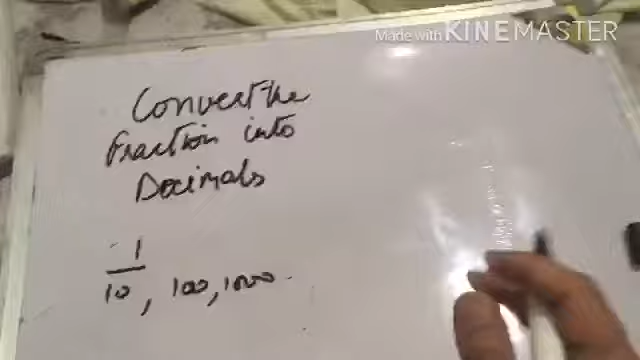 Made with KINEMASTER
Convert the
Fraction into
Decimals
1
10, 100, 1000.